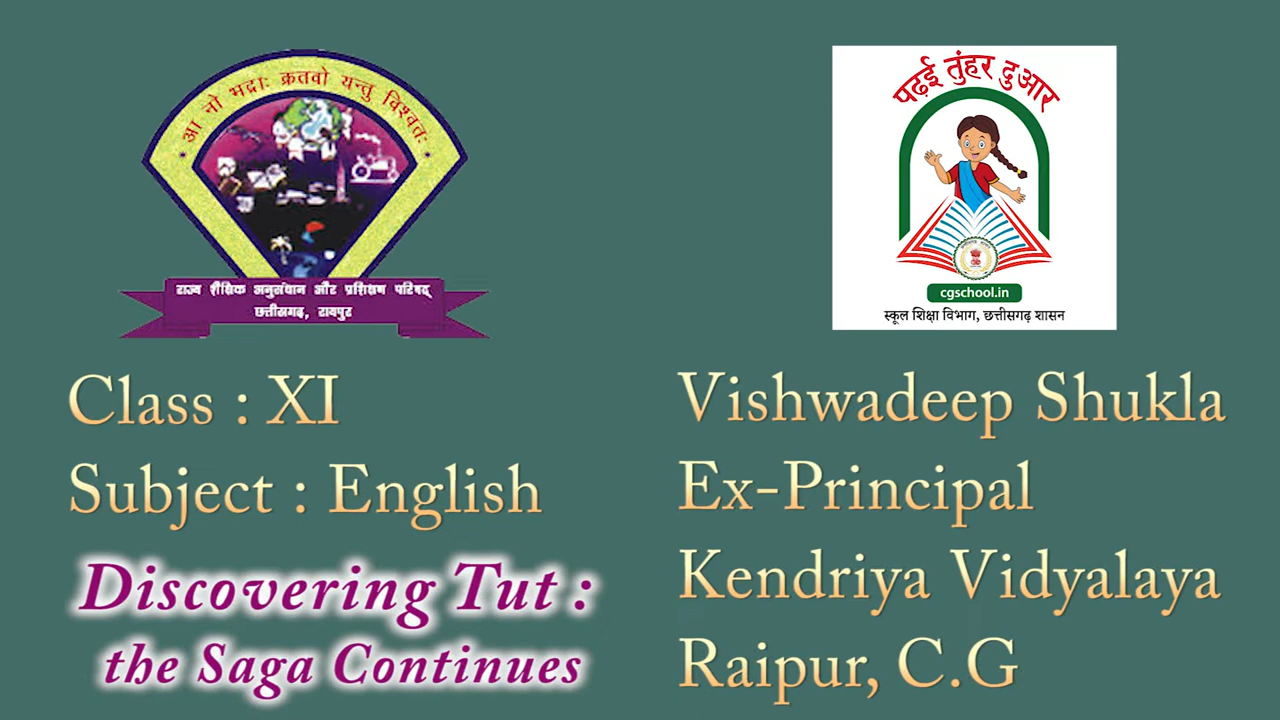 आ नो भद्राः क्रतवो यन्तु विश्वतः
राज्य शैक्षिक अनुसंधान और प्रशिक्षण परिषद्
छत्तीसगढ़, रायपुर
पढ़ई तुंहर दुआर
cgschool.in
स्कूल शिक्षा विभाग, छत्तीसगढ़ शासन
Class : XI
Subject : English
Discovering Tut :
the Saga Continues
Vishwadeep Shukla
Ex-Principal
Kendriya Vidyalaya
Raipur, C.G